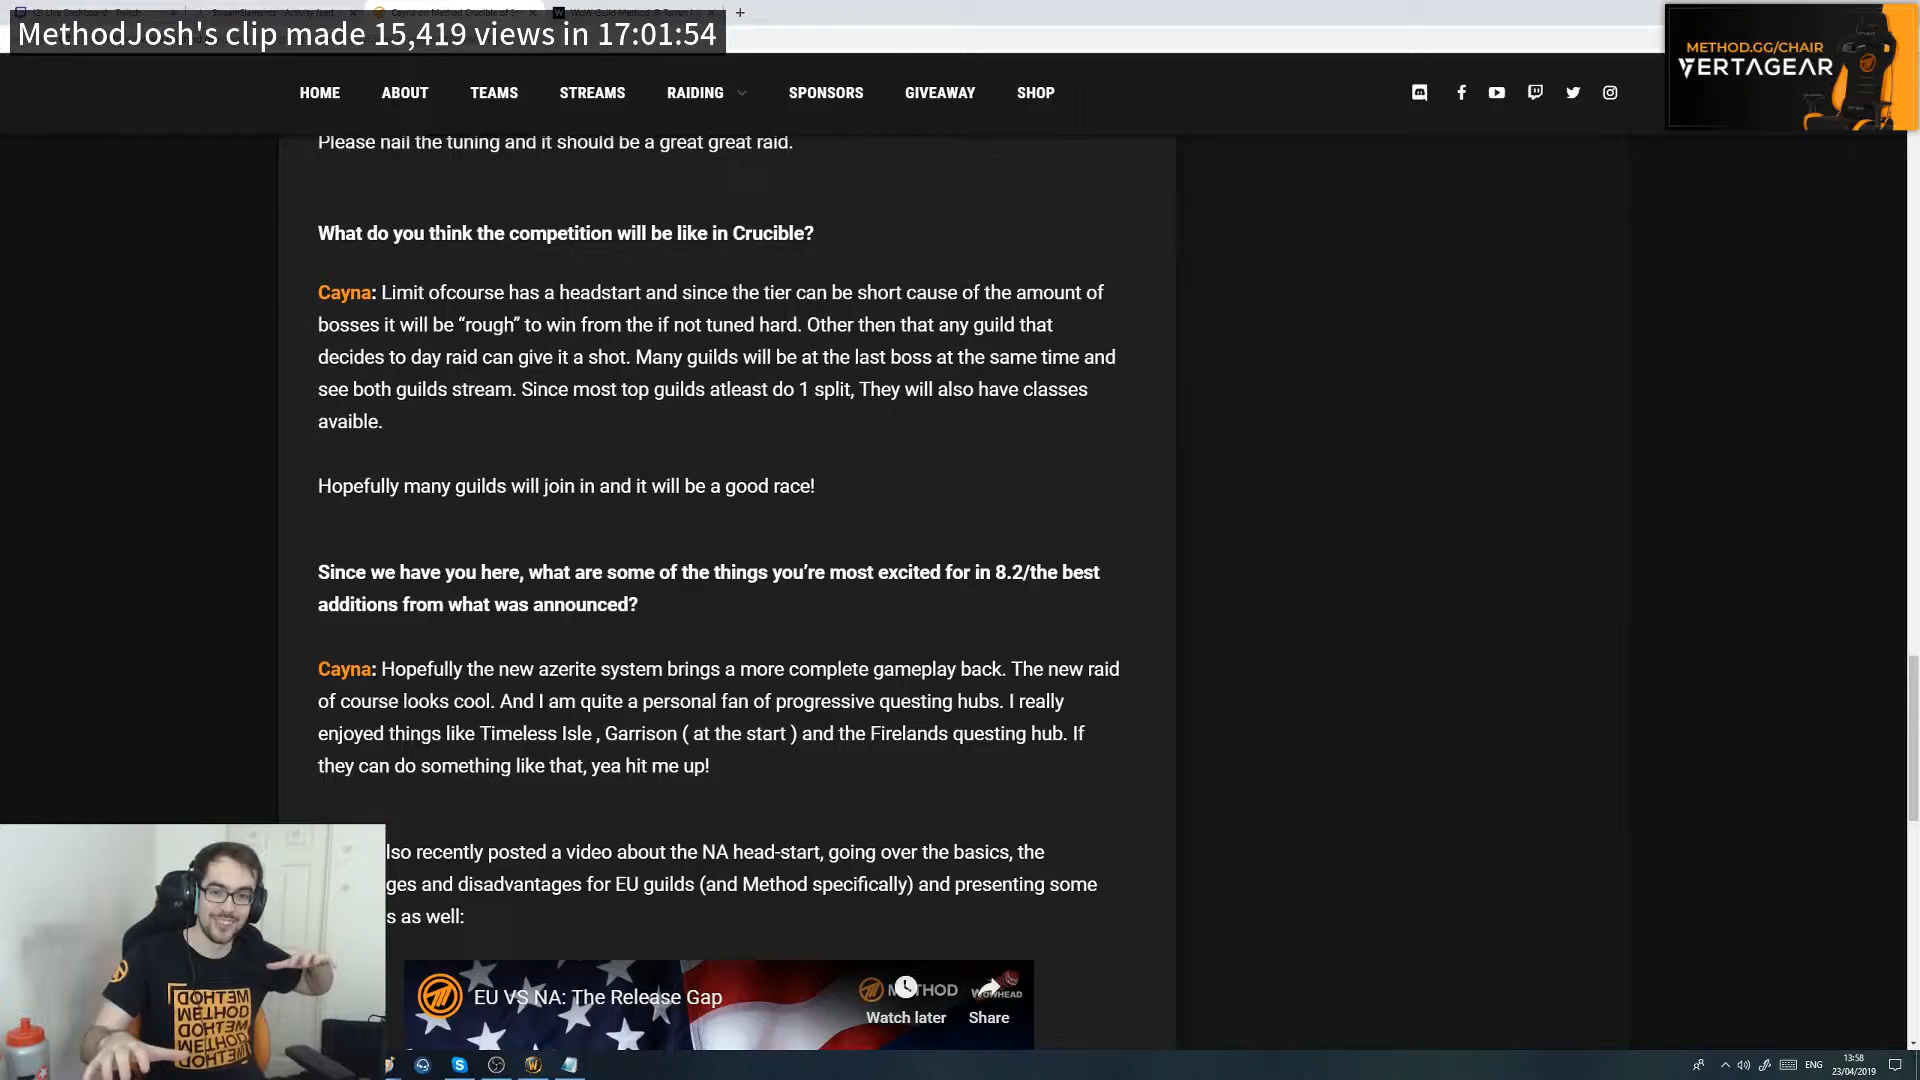 MethodJosh's clip made 15,419 views in 17:01:54
METHOD.GG/CHAIR
VERTAGEAR
HOME ABOUT TEAMS STREAMS RAIDING SPONSORS GIVEAWAY SHOP
Please nail the tuning and it should be a great great raid.
What do you think the competition will be like in Crucible?
Cayna: Limit ofcourse has a headstart and since the tier can be short cause of the amount of
bosses it will be “rough” to win from the if not tuned hard. Other then that any guild that
decides to day raid can give it a shot. Many guilds will be at the last boss at the same time and
see both guilds stream. Since most top guilds atleast do 1 split, They will also have classes
avaible.
Hopefully many guilds will join in and it will be a good race!
Since we have you here, what are some of the things you’re most excited for in 8.2/the best
additions from what was announced?
Cayna: Hopefully the new azerite system brings a more complete gameplay back. The new raid
of course looks cool. And I am quite a personal fan of progressive questing hubs. I really
enjoyed things like Timeless Isle , Garrison ( at the start ) and the Firelands questing hub. If
they can do something like that, yea hit me up!
lso recently posted a video about the NA head-start, going over the basics, the
ges and disadvantages for EU guilds (and Method specifically) and presenting some
s as well:
EU VS NA: The Release Gap
Watch later Share
WOWHEAD
ENG
13:58
23/04/2019